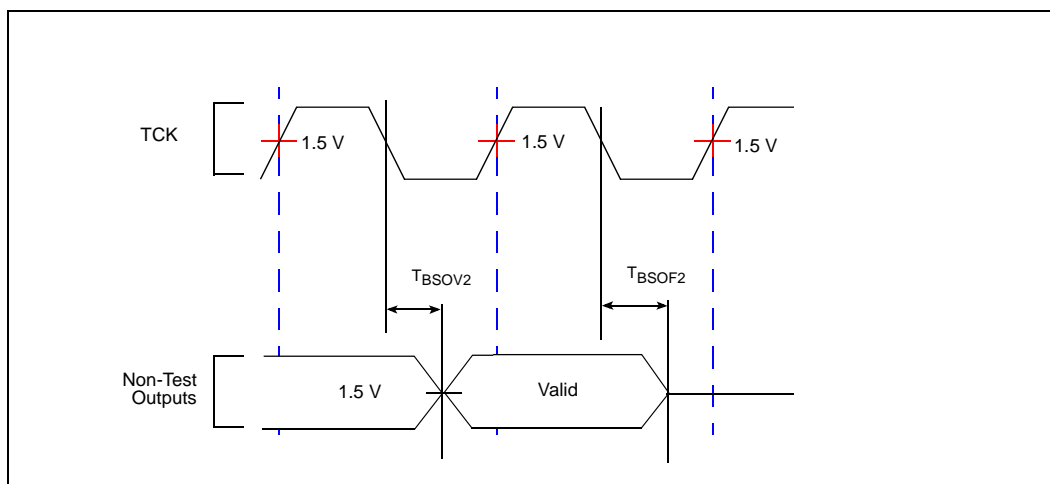 TCK
1.5 V
1.5 V
1.5 V
TBSOV2
TBSOF2
Non-Test
Outputs
1.5 V
Valid